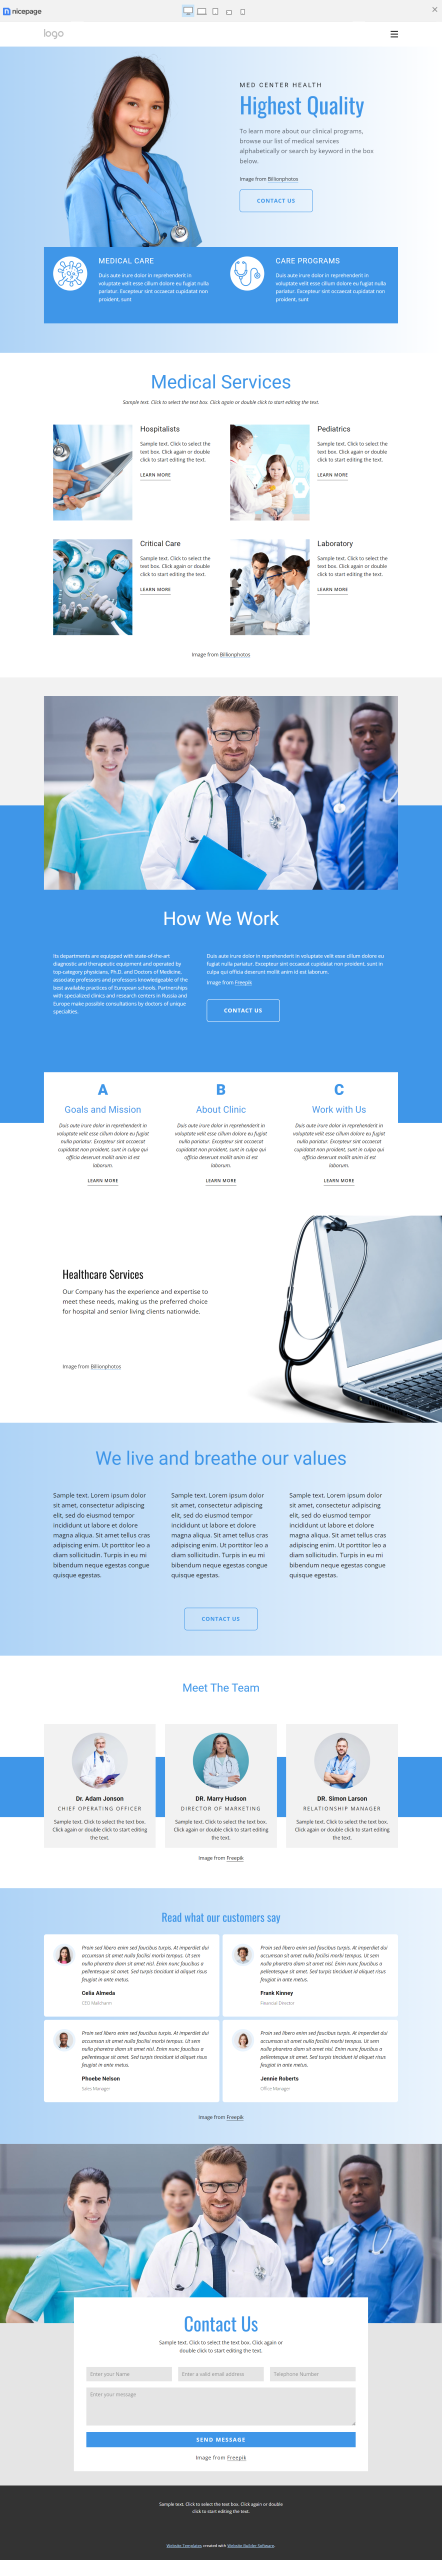 nicepage
logo
MED CENTER HEALTH
Highest Quality
To learn more about our clinical programs,
browse our list of medical services
alphabetically or search by keyword in the box
below.
Image from Billionphotos
CONTACT US
MEDICAL CARE
Duis aute irure dolor in reprehenderit in
voluptate velit esse cillum dolore eu fugiat nulla
pariatur. Excepteur sint occaecat cupidatat non
proident, sunt
CARE PROGRAMS
Duis aute irure dolor in reprehenderit in
voluptate velit esse cillum dolore eu fugiat nulla
pariatur. Excepteur sint occaecat cupidatat non
proident, sunt
Medical Services
Sample text. Click to select the text box. Click again or double click to start editing the text.
Hospitalists
Sample text. Click to select the
text box. Click again or double
click to start editing the text.
LEARN MORE
Pediatrics
Sample text. Click to select the
text box. Click again or double
click to start editing the text.
LEARN MORE
Critical Care
Sample text. Click to select the
text box. Click again or double
click to start editing the text.
LEARN MORE
Laboratory
Sample text. Click to select the
text box. Click again or double
click to start editing the text.
LEARN MORE
Image from Billionphotos
How We Work
Its departments are equipped with state-of-the-art
diagnostic and therapeutic equipment and operated by
top-category physicians, Ph.D. and Doctors of Medicine,
associate professors and professors knowledgeable of the
best available practices of European schools. Partnerships
with specialized clinics and research centers in Russia and
Europe make possible consultations by doctors of unique
specialties.
Duis aute irure dolor in reprehenderit in voluptate velit esse cillum dolore eu
fugiat nulla pariatur. Excepteur sint occaecat cupidatat non proident, sunt in
culpa qui officia deserunt mollit anim id est laborum.
Image from Freepik
CONTACT US
A
Goals and Mission
Duis aute irure dolor in reprehenderit in
voluptate velit esse cillum dolore eu fugiat
nulla pariatur. Excepteur sint occaecat
cupidatat non proident, sunt in culpa qui
officia deserunt mollit anim id est
laborum.
LEARN MORE
B
About Clinic
Duis aute irure dolor in reprehenderit in
voluptate velit esse cillum dolore eu fugiat
nulla pariatur. Excepteur sint occaecat
cupidatat non proident, sunt in culpa qui
officia deserunt mollit anim id est
laborum.
LEARN MORE
C
Work with Us
Duis aute irure dolor in reprehenderit in
voluptate velit esse cillum dolore eu fugiat
nulla pariatur. Excepteur sint occaecat
cupidatat non proident, sunt in culpa qui
officia deserunt mollit anim id est
laborum.
LEARN MORE
Healthcare Services
Our Company has the experience and expertise to
meet these needs, making us the preferred choice
for hospital and senior living clients nationwide.
Image from Billionphotos
We live and breathe our values
Sample text. Lorem ipsum dolor
sit amet, consectetur adipiscing
elit, sed do eiusmod tempor
incididunt ut labore et dolore
magna aliqua. Sit amet tellus cras
adipiscing enim. Ut porttitor leo a
diam sollicitudin. Turpis in eu mi
bibendum neque egestas congue
quisque egestas.
Sample text. Lorem ipsum dolor
sit amet, consectetur adipiscing
elit, sed do eiusmod tempor
incididunt ut labore et dolore
magna aliqua. Sit amet tellus cras
adipiscing enim. Ut porttitor leo a
diam sollicitudin. Turpis in eu mi
bibendum neque egestas congue
quisque egestas.
Sample text. Lorem ipsum dolor
sit amet, consectetur adipiscing
elit, sed do eiusmod tempor
incididunt ut labore et dolore
magna aliqua. Sit amet tellus cras
adipiscing enim. Ut porttitor leo a
diam sollicitudin. Turpis in eu mi
bibendum neque egestas congue
quisque egestas.
CONTACT US
Meet The Team
Dr. Adam Jonson
CHIEF OPERATING OFFICER
Sample text. Click to select the text box.
Click again or double click to start editing
the text.
DR. Marry Hudson
DIRECTOR OF MARKETING
Sample text. Click to select the text box.
Click again or double click to start editing
the text.
DR. Simon Larson
RELATIONSHIP MANAGER
Sample text. Click to select the text box.
Click again or double click to start editing
the text.
Image from Freepik
Read what our customers say
Proin sed libero enim sed faucibus turpis. At imperdiet dui
accumsan sit amet nulla facilisi morbi tempus. Ut sem
nulla pharetra diam sit amet nisl. Enim nunc faucibus a
pellentesque sit amet. Sed turpis tincidunt id aliquet risus
feugiat in ante metus.
Celia Almeda
CEO Matcharm
Proin sed libero enim sed faucibus turpis. At imperdiet dui
accumsan sit amet nulla facilisi morbi tempus. Ut sem
nulla pharetra diam sit amet nisl. Enim nunc faucibus a
pellentesque sit amet. Sed turpis tincidunt id aliquet risus
feugiat in ante metus.
Frank Kinney
Financial Director
Proin sed libero enim sed faucibus turpis. At imperdiet dui
accumsan sit amet nulla facilisi morbi tempus. Ut sem
nulla pharetra diam sit amet nisl. Enim nunc faucibus a
pellentesque sit amet. Sed turpis tincidunt id aliquet risus
feugiat in ante metus.
Phoebe Nelson
Sales Manager
Proin sed libero enim sed faucibus turpis. At imperdiet dui
accumsan sit amet nulla facilisi morbi tempus. Ut sem
nulla pharetra diam sit amet nisl. Enim nunc faucibus a
pellentesque sit amet. Sed turpis tincidunt id aliquet risus
feugiat in ante metus.
Jennie Roberts
Office Manager
Image from Freepik
Contact Us
Sample text. Click to select the text box. Click again or
double click to start editing the text.
Enter your Name
Enter a valid email address
Telephone Number
Enter your message
SEND MESSAGE
Image from Freepik
Sample text. Click to select the text box. Click again or double
click to start editing the text.
Website Templates created with Website Builder Software.